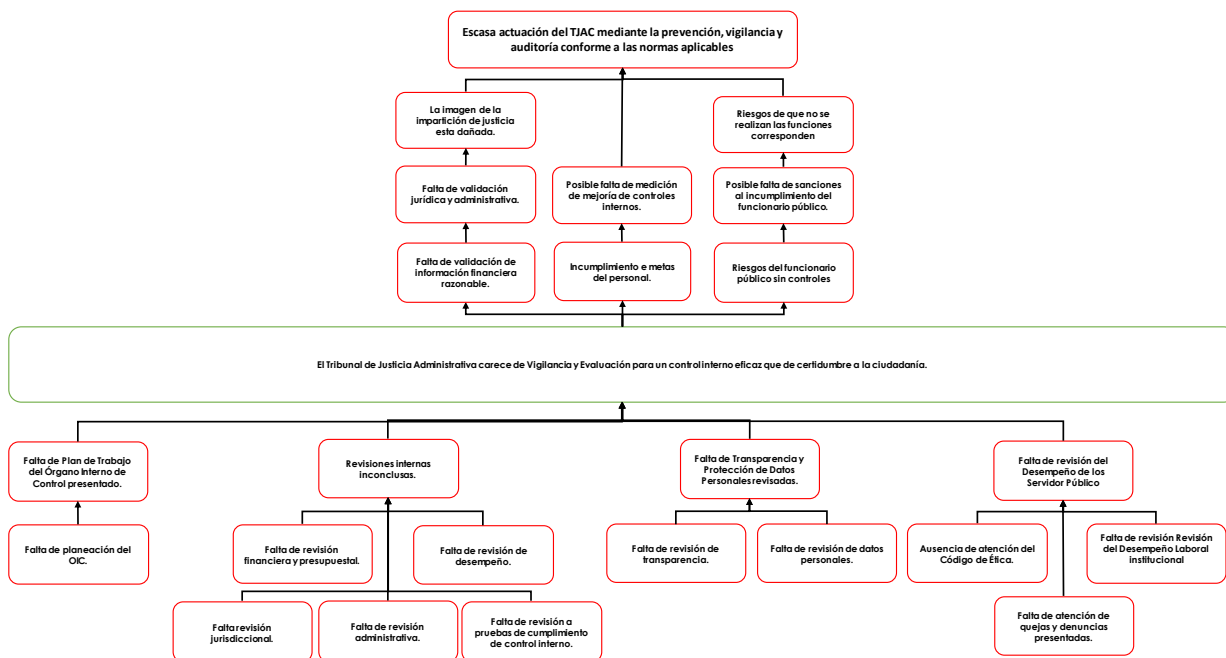 Escasa actuación del TJAC mediante la prevención, vigilancia y
auditoría conforme a las normas aplicables
La imagen de la
impartición de justicia
esta dañada.
Riesgos de que no se
realizan las funciones
corresponden
Falta de validación
jurídica y administrativa.
Posible falta de medición
de mejoría de controles
internos.
Posible falta de sanciones
al incumplimiento del
funcionario público.
Falta de validación de
información financiera
razonable.
Incumplimiento e metas
del personal.
Riesgos del funcionario
público sin controles
El Tribunal de Justicia Administrativa carece de Vigilancia y Evaluación para un control interno eficaz que de certidumbre a la ciudadanía.
Falta de Plan de Trabajo
del Órgano Interno de
Control presentado.
Revisiones internas
inconclusas.
Falta de Transparencia y
Protección de Datos
Personales revisadas.
Falta de revisión del
Desempeño de los
Servidor Público
Falta de planeación del
OIC.
Falta de revisión
financiera y presupuestal.
Falta de revisión de
desempeño.
Falta de revisión de
transparencia.
Falta de revisión de datos
personales.
Ausencia de atención del
Código de Ética.
Falta de revisión Revisión
del Desempeño Laboral
institucional
Falta revisión
jurisdiccional.
Falta de revisión
administrativa.
Falta de revisión a
pruebas de cumplimiento
de control interno.
Falta de atención de
quejas y denuncias
presentadas.